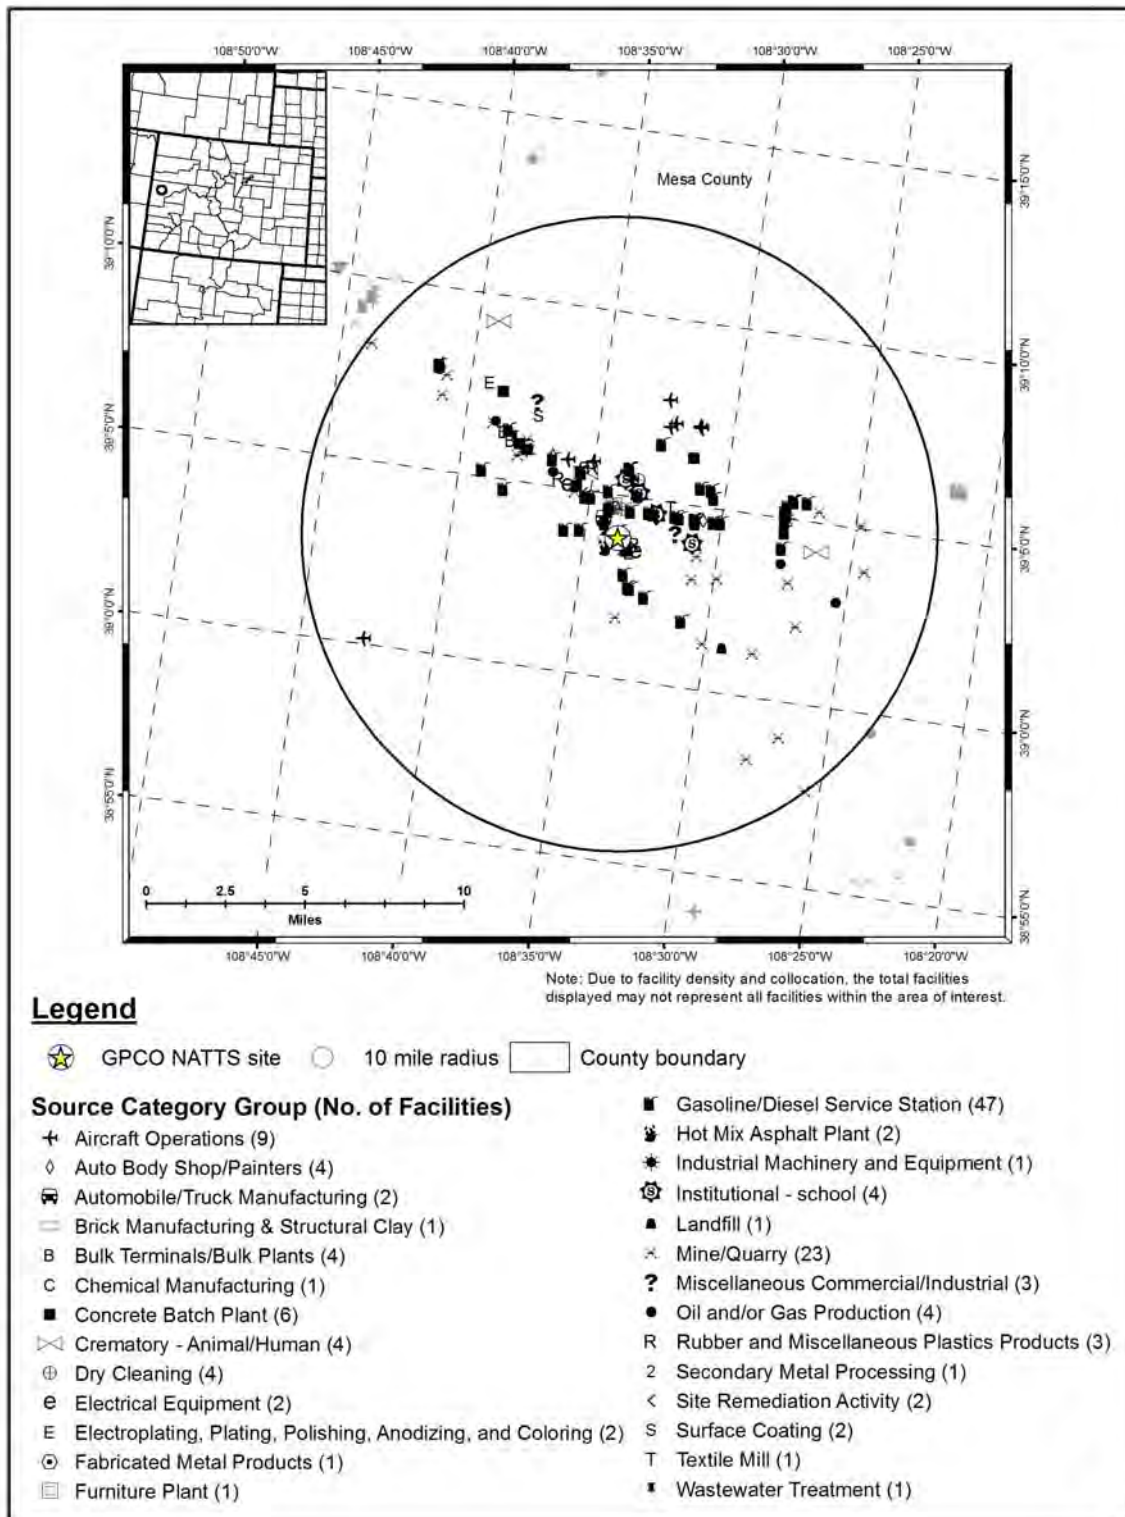 108°50'0"W 108°45'0"W 108°40'0"W 108°35'0"W 108°30'0"W 108°25'0"W
Mesa County
39°15'0"N
39°10'0"N
39°10'0"N
39°5'0"N
39°5'0"N
39°0'0"N
39°0'0"N
38°55'0"N
38°55'0"N
0 2.5 5 10
Miles
108°45'0"W 108°40'0"W 108°35'0"W 108°30'0"W 108°25'0"W 108°20'0"W
Note: Due to facility density and collocation, the total facilities
displayed may not represent all facilities within the area of interest.
Legend
GPCO NATTS site 10 mile radius County boundary
Source Category Group (No. of Facilities)
Aircraft Operations (9)
Auto Body Shop/Painters (4)
Automobile/Truck Manufacturing (2)
Brick Manufacturing & Structural Clay (1)
B Bulk Terminals/Bulk Plants (4)
C Chemical Manufacturing (1)
Concrete Batch Plant (6)
Crematory - Animal/Human (4)
Dry Cleaning (4)
e Electrical Equipment (2)
E Electroplating, Plating, Polishing, Anodizing, and Coloring (2)
Fabricated Metal Products (1)
Furniture Plant (1)
Gasoline/Diesel Service Station (47)
Hot Mix Asphalt Plant (2)
Industrial Machinery and Equipment (1)
S Institutional - school (4)
Landfill (1)
Mine/Quarry (23)
? Miscellaneous Commercial/Industrial (3)
Oil and/or Gas Production (4)
R Rubber and Miscellaneous Plastics Products (3)
2 Secondary Metal Processing (1)
< Site Remediation Activity (2)
S Surface Coating (2)
T Textile Mill (1)
Wastewater Treatment (1)